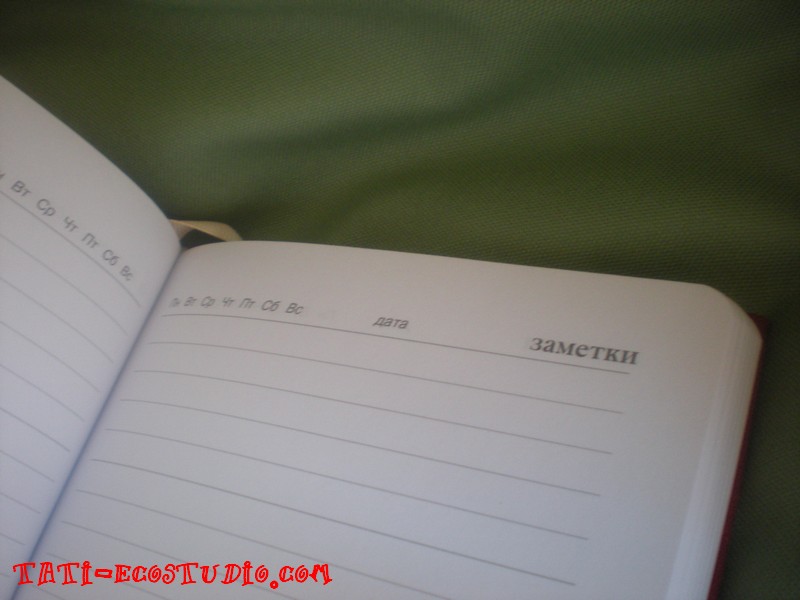 Вт Ср Чт Пт Сб Вс
Пн Вт Ср Чт Пт Сб Вс дата заметки
TATI-ECOSTUDIO.COM